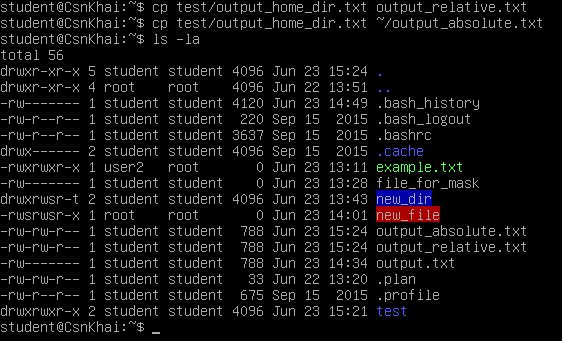 student@CsnKhai:~$ cp test/output_home_dir.txt output_relative.txt
student@CsnKhai:~$ cp test/output_home_dir.txt ~/output_absolute.txt
student@CsnKhai:~$ ls -la
total 56
drwxr-xr-x 5 student student 4096 Jun 23 15:24 .
drwxr-xr-x 4 root    root    4096 Jun 22 13:51 ..
-rw------- 1 student student 4120 Jun 23 14:49 .bash_history
-rw-r--r-- 1 student student  220 Sep 15  2015 .bash_logout
-rw-r--r-- 1 student student 3637 Sep 15  2015 .bashrc
drwx------ 2 student student 4096 Sep 15  2015 .cache
-rwxrwxr-x 1 user2   root       0 Jun 23 13:11 example.txt
-rw------- 1 student student    0 Jun 23 13:28 file_for_mask
drwxrwsr-t 2 student student 4096 Jun 23 13:43 new_dir
-rwsrwsr-x 1 root    root       0 Jun 23 14:01 new_file
-rw-rw-r-- 1 student student  788 Jun 23 15:24 output_absolute.txt
-rw-rw-r-- 1 student student  788 Jun 23 15:24 output_relative.txt
-rw------- 1 student student  788 Jun 23 14:34 output.txt
-rw-rw-r-- 1 student student   33 Jun 22 13:20 .plan
-rw-r--r-- 1 student student  675 Sep 15  2015 .profile
drwxrwxr-x 2 student student 4096 Jun 23 15:21 test
student@CsnKhai:~$ _